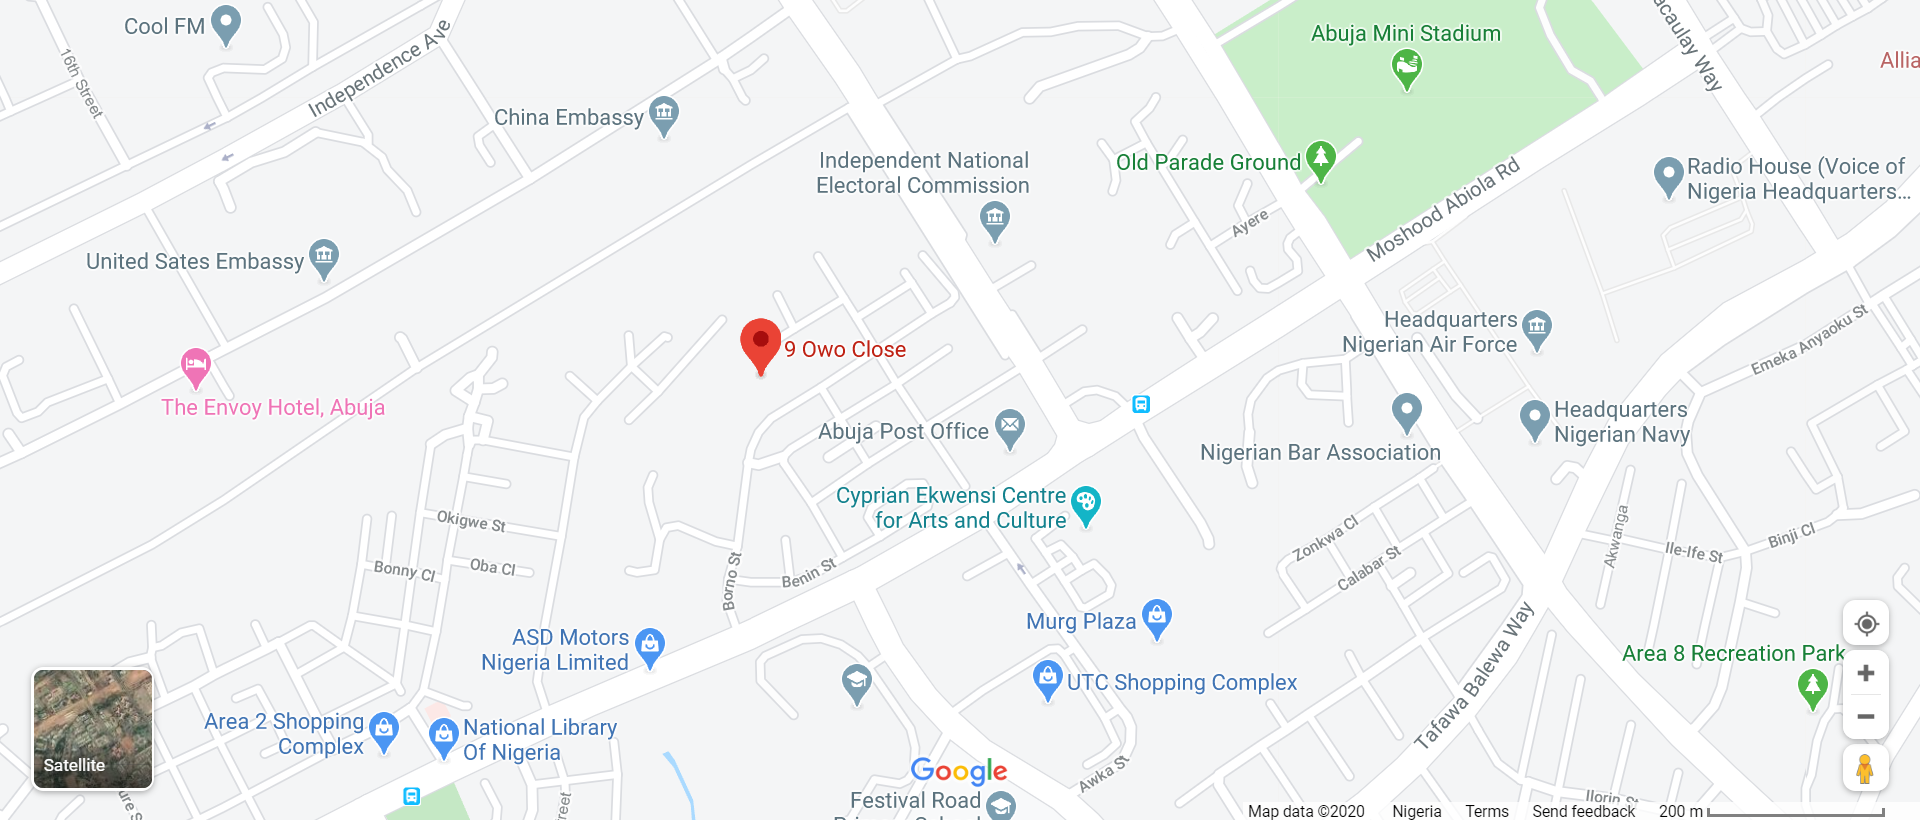 Cool FM
16th Street
Independence Ave
China Embassy
Abuja Mini Stadium
Old Parade Ground
Moshood Abiola Rd
Independent National
Electoral Commission
Ayere
Radio House (Voice of
Nigeria Headquarters...
United Sates Embassy
9 Owo Close
The Envoy Hotel, Abuja
Headquarters
Nigerian Air Force
Emeka Anyaoku St
Abuja Post Office
Nigerian Bar Association
Headquarters
Nigerian Navy
Cyprian Ekwensi Centre
for Arts and Culture
Okigwe St
Oba Cl
Bonny Cl
Borno St
Benin St
Zonkwa Cl
Calabar St
Akwanga
Ile-Ife St
Binji Cl
ASD Motors
Nigeria Limited
Murg Plaza
UTC Shopping Complex
Tafawa Balewa Way
Area 8 Recreation Park
Area 2 Shopping
Complex
National Library
Of Nigeria
Satellite
Google
Awka St
Festival Road
Ilorin St
Map data ©2020
Nigeria
Terms
Send feedback
200 m